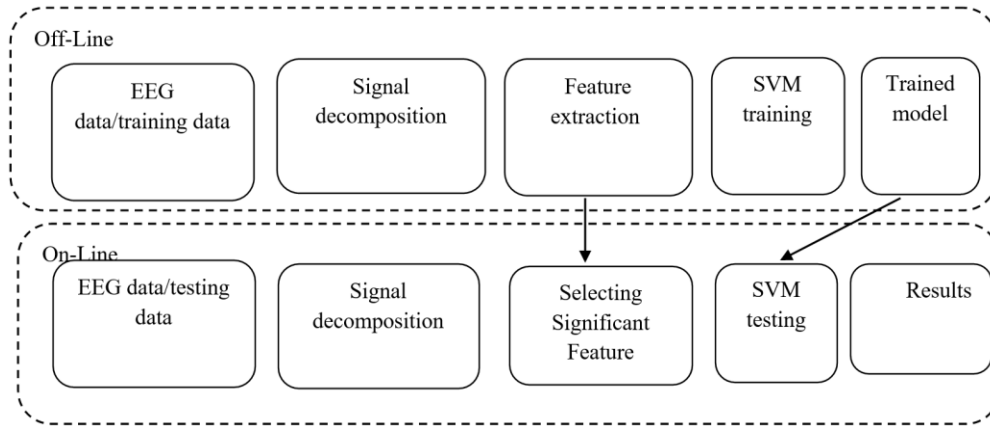 Off-Line
EEG
data/training data
Signal
decomposition
Feature
extraction
SVM
training
Trained
model
On-Line
EEG data/testing
data
Signal
decomposition
Selecting
Significant
Feature
SVM
testing
Results